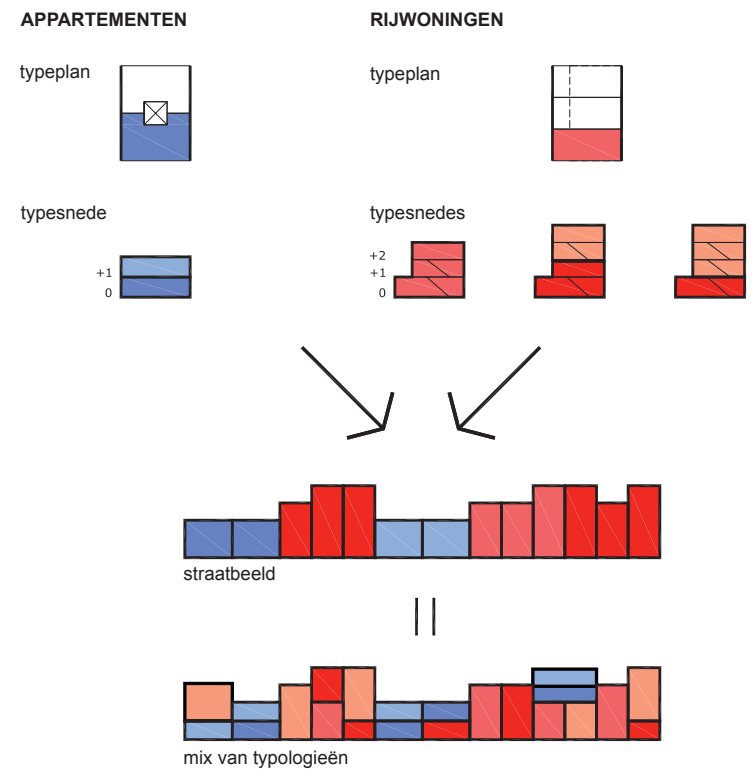 APPARTEMENTEN
typeplan
typesnede
+1
0
RIJWONINGEN
typeplan
typesnedes
+2
+1
0
straatbeeld
mix van typologieën